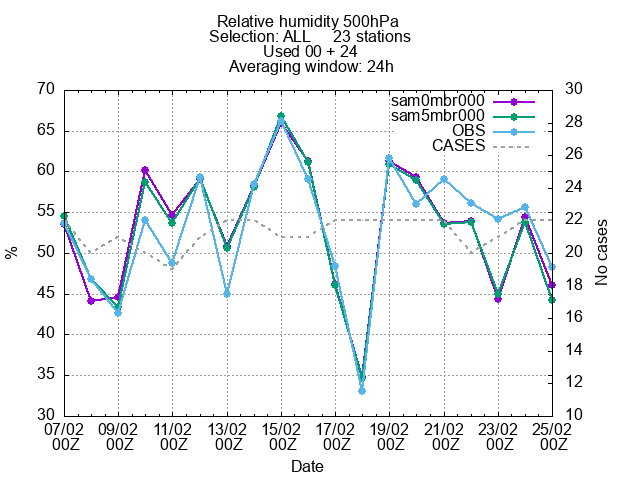 Relative humidity 500hPa
Selection: ALL 23 stations
Used 00 + 24
Averaging window: 24h
70
65
60
55
50
45
40
35
30
%
30
28
26
24
22
20
18
16
14
12
10
No cases
sam0mbr000
sam5mbr000
OBS
CASES
07/02 09/02 11/02 13/02 15/02 17/02 19/02 21/02 23/02 25/02
00Z 00Z 00Z 00Z 00Z 00Z 00Z 00Z 00Z 00Z
Date